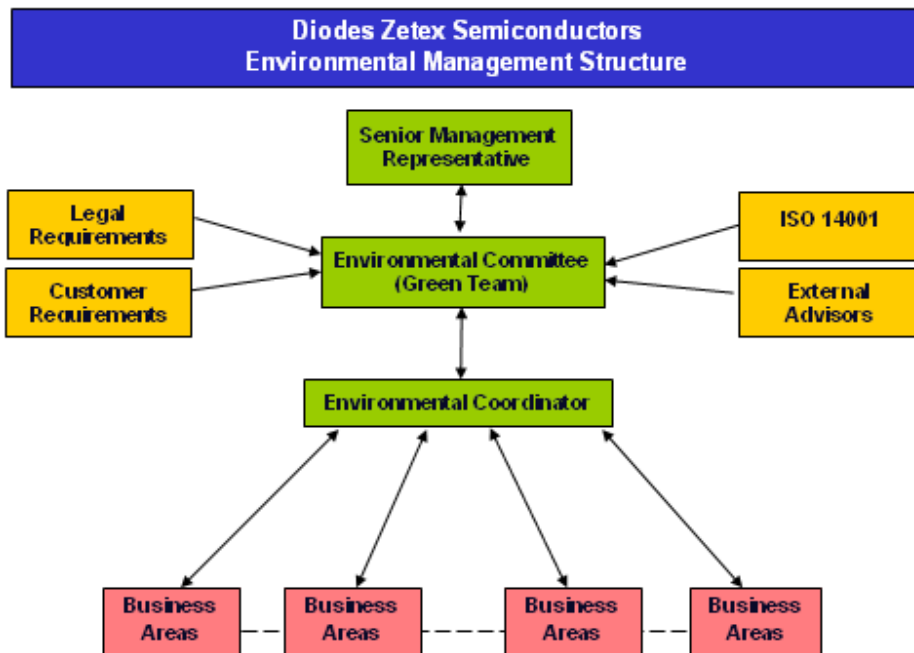 Diodes Zetex Semiconductors
Environmental Management Structure
Senior Management
Representative
Legal
Requirements
ISO 14001
Environmental Committee
(Green Team)
Customer
Requirements
External
Advisors
Environmental Coordinator
Business
Areas
Business
Areas
Business
Areas
Business
Areas